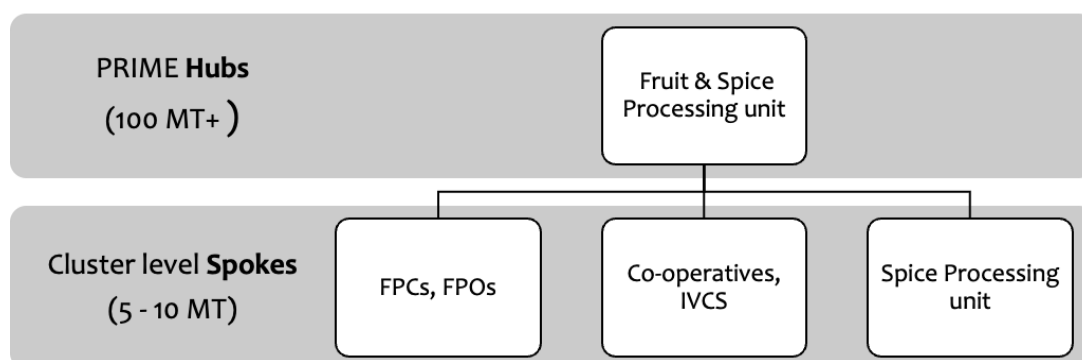 PRIME Hubs
(100 MT+ )
Fruit & Spice
Processing unit
Cluster level Spokes
(5 - 10 MT)
FPCs, FPOs
Co-operatives,
IVCS
Spice Processing
unit